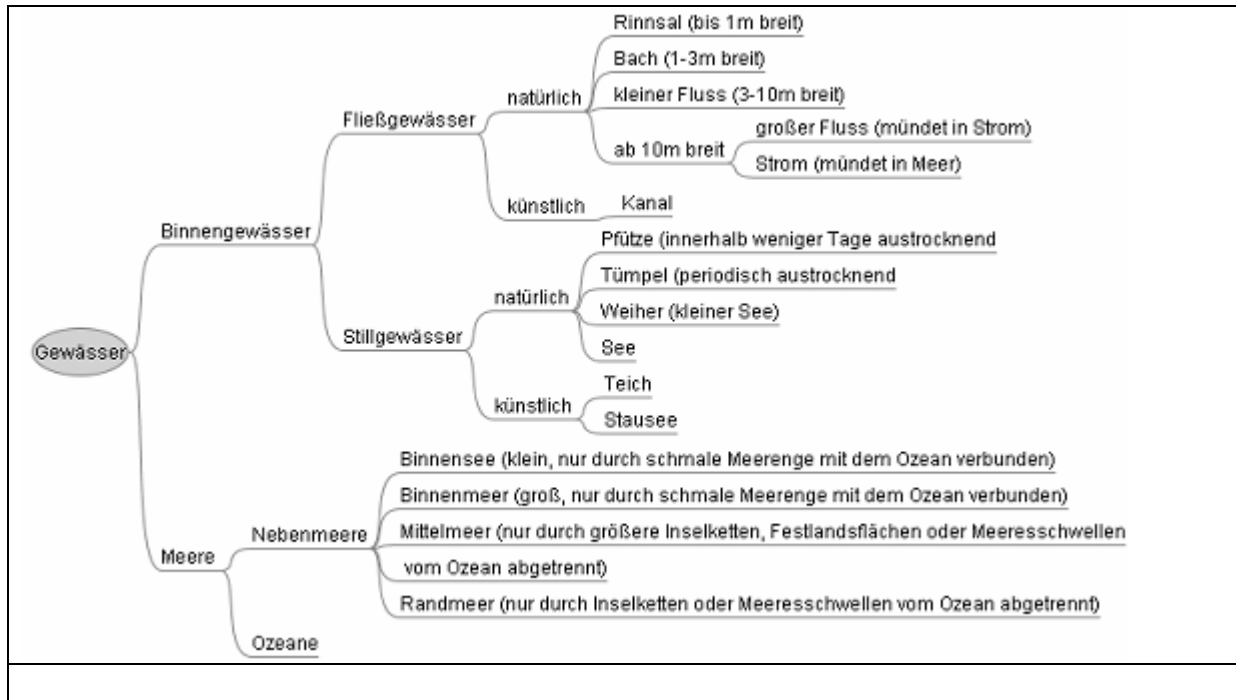 Gewässer
Binnengewässer
Fließgewässer
natürlich
Rinnsal (bis 1m breit)
Bach (1-3m breit)
kleiner Fluss (3-10m breit)
ab 10m breit
großer Fluss (mündet in Strom)
Strom (mündet in Meer)
künstlich
Kanal
Stillgewässer
natürlich
Pfütze (innerhalb weniger Tage austrocknend
Tümpel (periodisch austrocknend
Weiher (kleiner See)
See
künstlich
Teich
Stausee
Meere
Nebenmeere
Binnensee (klein, nur durch schmale Meerenge mit dem Ozean verbunden)
Binnenmeer (groß, nur durch schmale Meerenge mit dem Ozean verbunden)
Mittelmeer (nur durch größere Inselketten, Festlandsflächen oder Meeresschwellen
vom Ozean abgetrennt)
Randmeer (nur durch Inselketten oder Meeresschwellen vom Ozean abgetrennt)
Ozeane